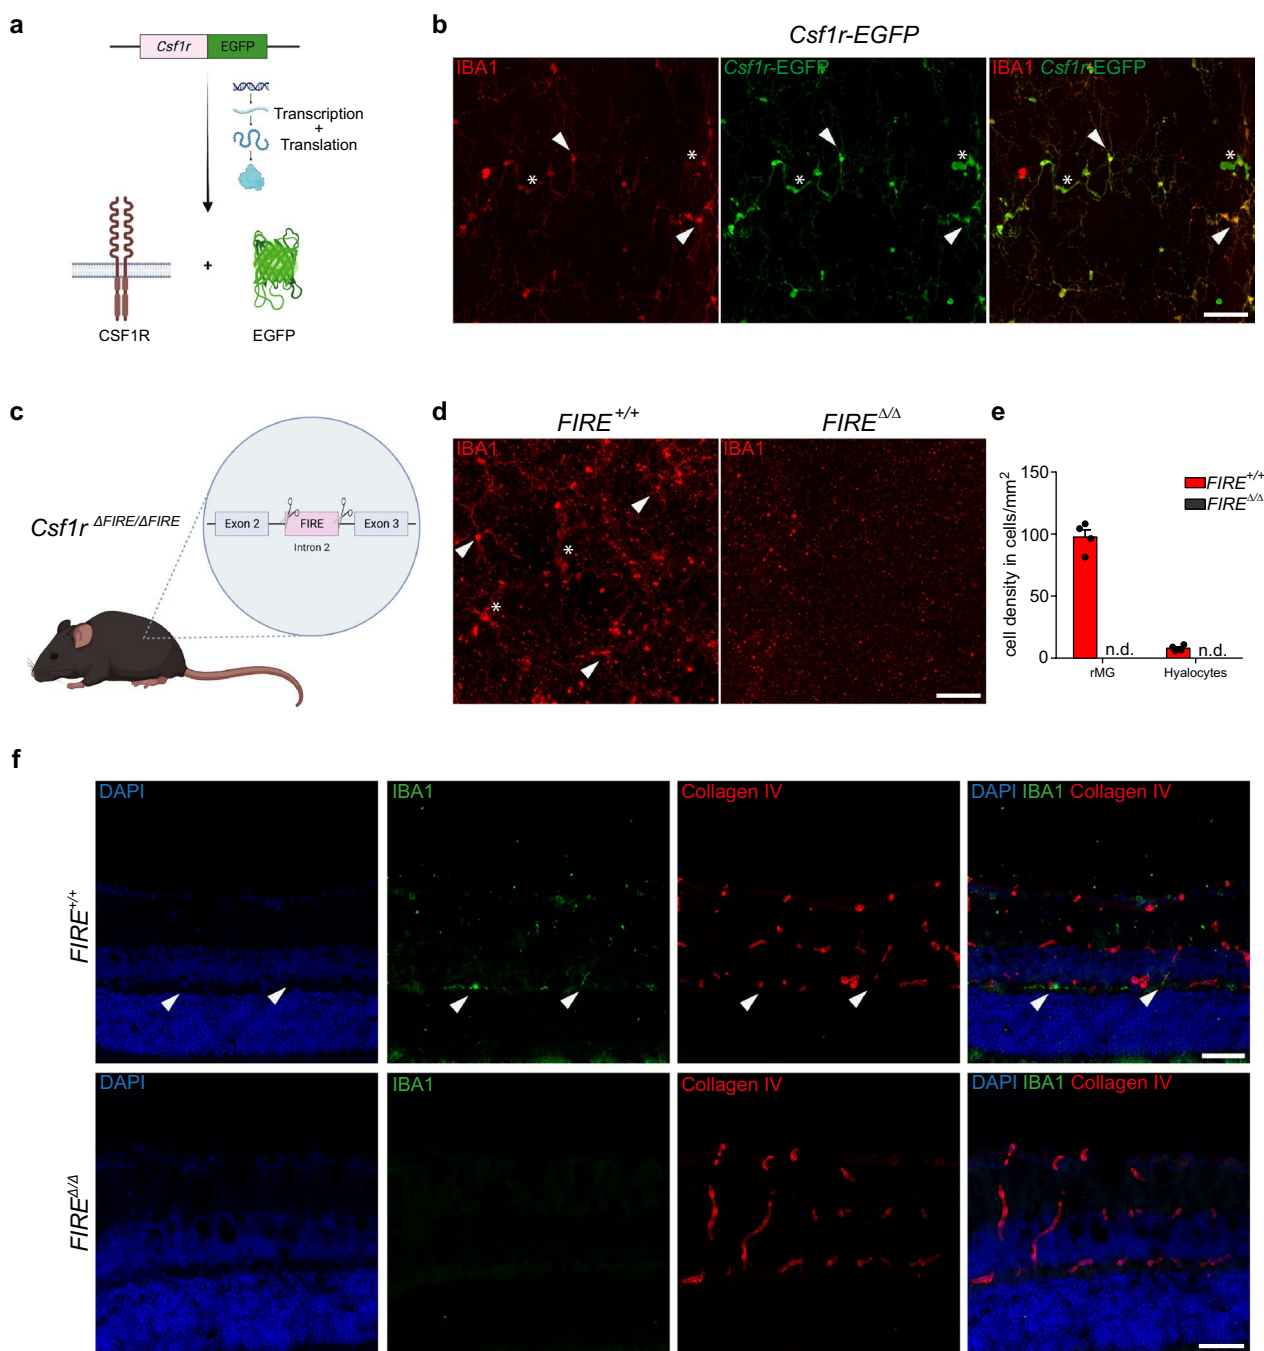 a
Csf1r EGFP
Transcription
+
Translation
+
CSF1R EGFP
b
Csf1r-EGFP
IBA1
*
*
Csf1r-EGFP
*
*
IBA1 Csf1r-EGFP
*
*
c
Csf1r ΔFIRE/ΔFIRE
Exon 2 FIRE Exon 3
Intron 2
d
FIRE+/+
IBA1
*
*
FIREΔ/Δ
IBA1
e
cell density in cells/mm2
150
100
50
0
FIRE+/+
FIREΔ/Δ
n.d.
n.d.
rMG Hyalocytes
f
FIRE+/+
DAPI
IBA1
Collagen IV
DAPI IBA1 Collagen IV
FIREΔ/Δ
DAPI
IBA1
Collagen IV
DAPI IBA1 Collagen IV